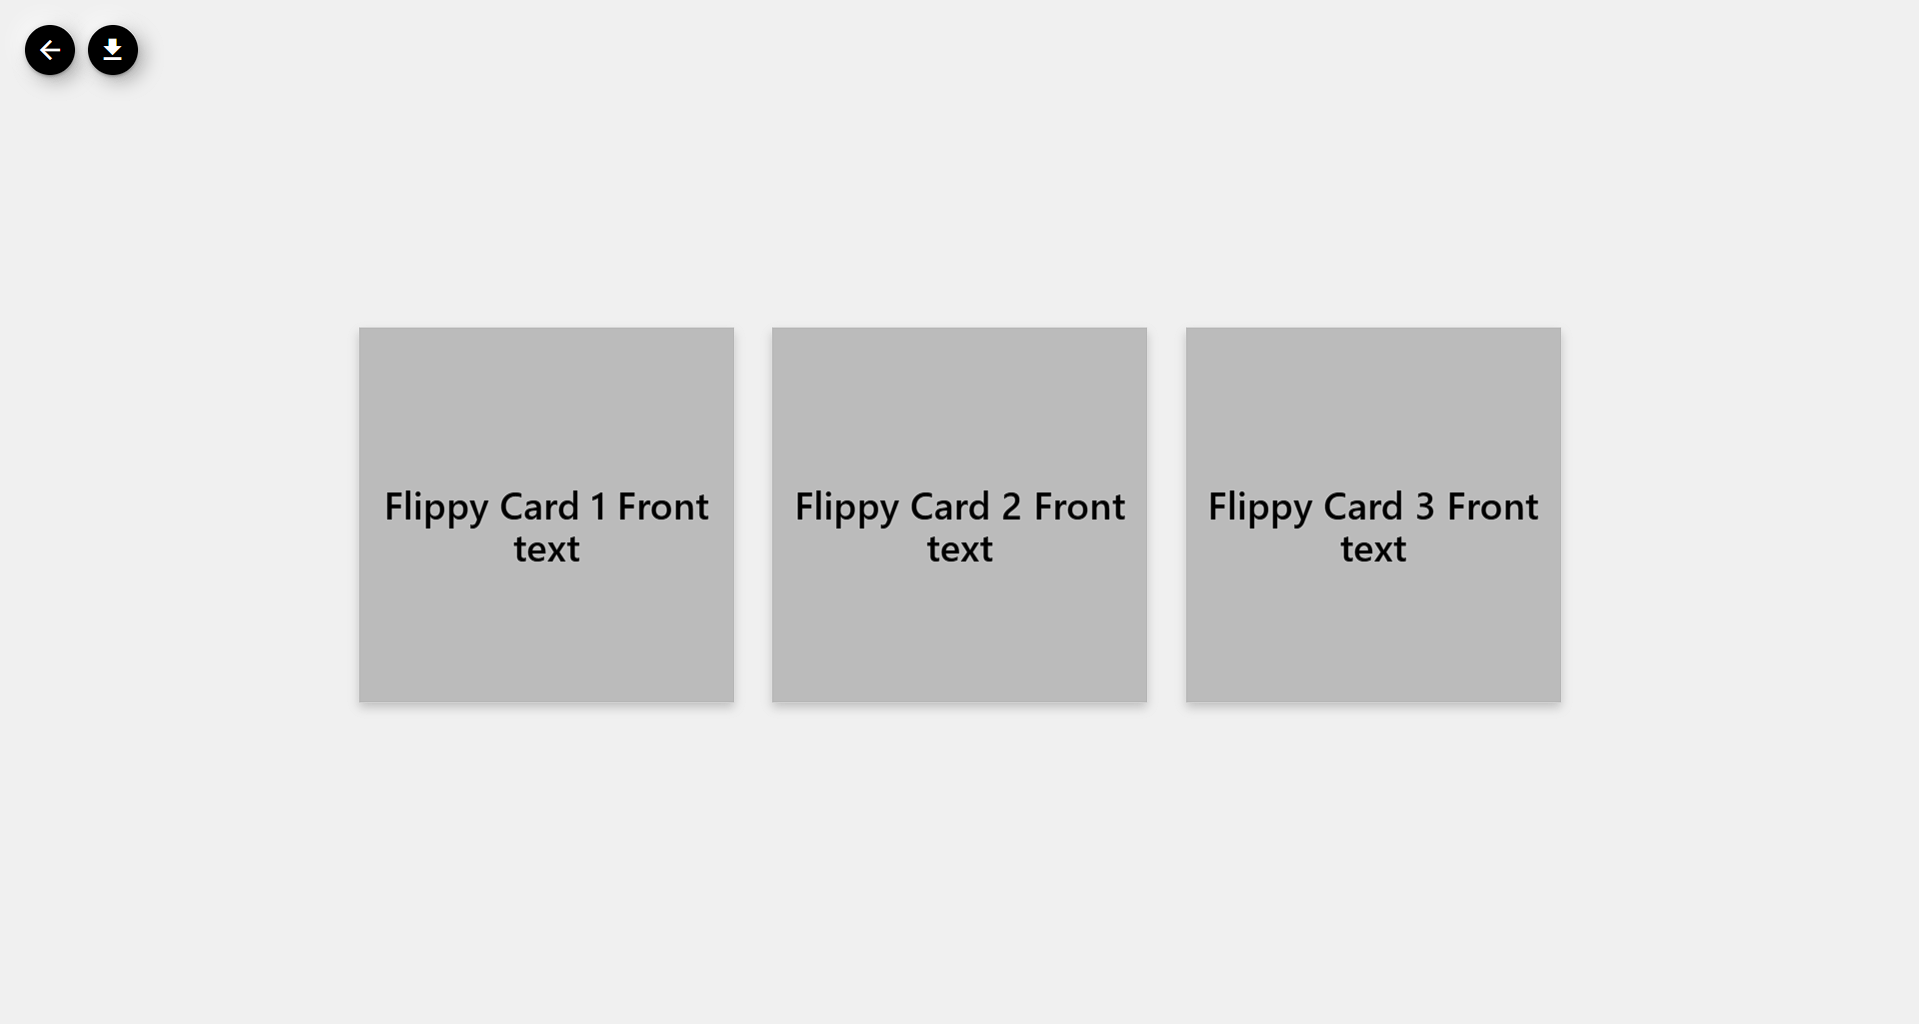 Flippy Card 1 Front
text
Flippy Card 2 Front
text
Flippy Card 3 Front
text